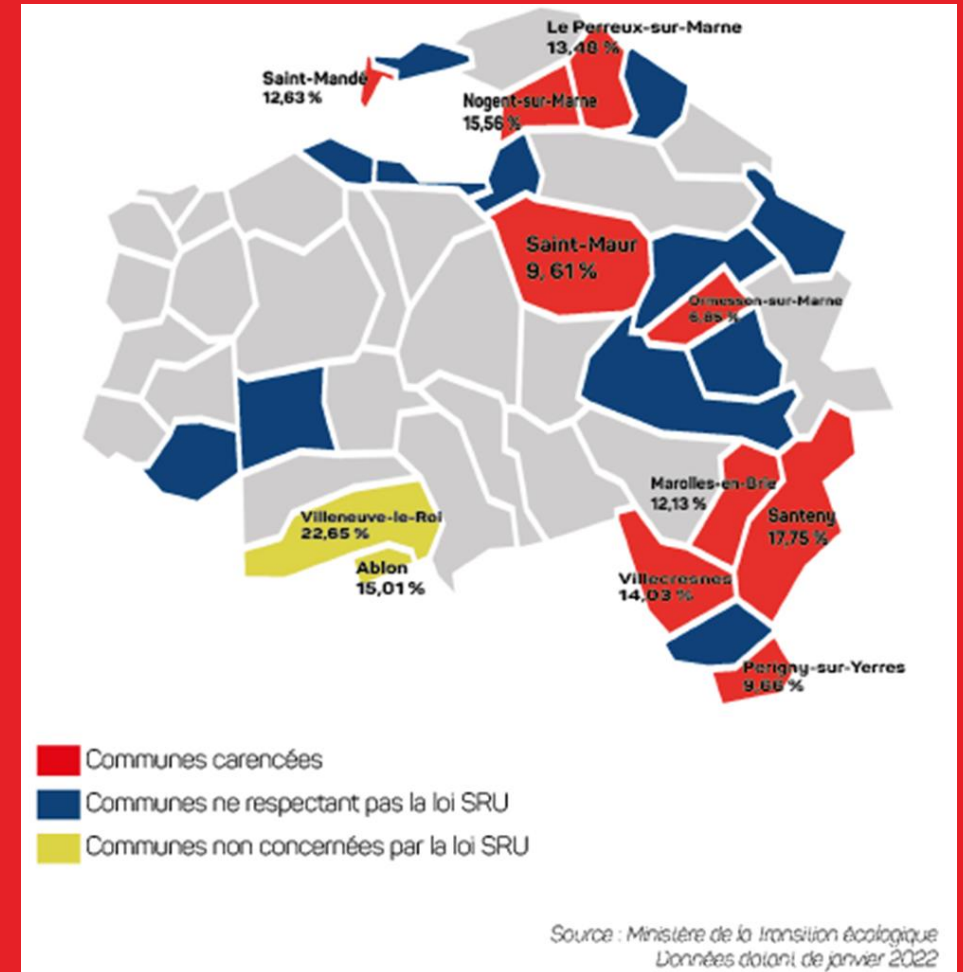 Le Perreux-sur-Marne
13,48 %
Saint-Mandé
12,63 %
Nogent-sur-Marne
15,56 %
Saint-Maur
9, 61 %
Ormesson-sur-Marne
6,85 %
Marolles-en-Brie
12,13 %
Santeny
17,75 %
Villeneuve-le-Roi
22,65 %
Ablon
15,01 %
Villecresnes
14,03 %
Perigny-sur-Yerres
9,66 %
Communes carencées
Communes ne respectant pas la loi SRU
Communes non concernées par la loi SRU
Source : Ministère de la transition écologique
Données datant de janvier 2022